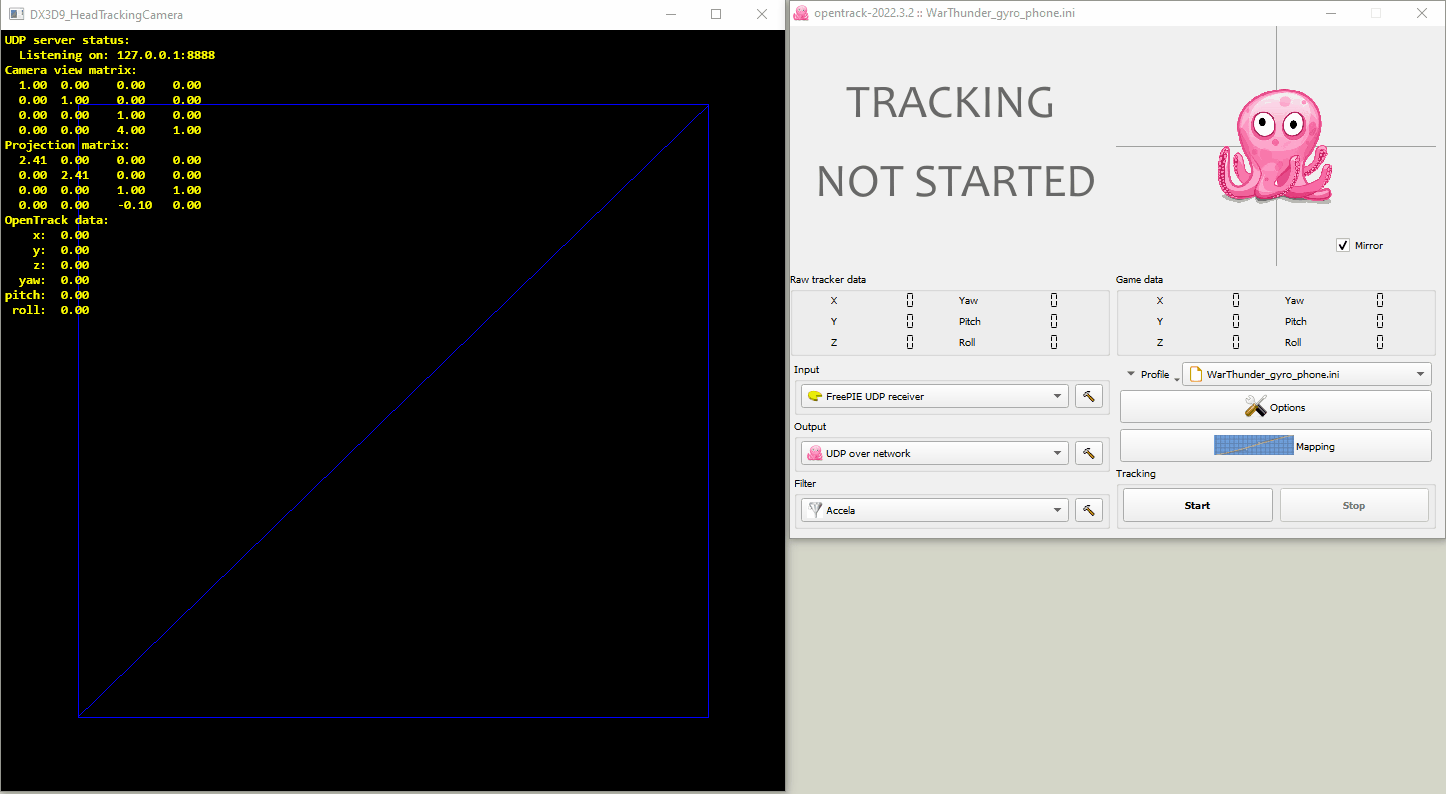 DX3D9_HeadTrackingCamera
UDP server status:
Listening on: 127.0.0.1:8888
Camera view matrix:
1.00 0.00 0.00 0.00
0.00 1.00 0.00 0.00
0.00 0.00 1.00 0.00
0.00 0.00 4.00 1.00
Projection matrix:
2.41 0.00 0.00 0.00
0.00 2.41 0.00 0.00
0.00 0.00 1.00 1.00
0.00 0.00 -0.10 0.00
OpenTrack data:
x: 0.00
y: 0.00
z: 0.00
yaw: 0.00
pitch: 0.00
roll: 0.00
opentrack-2022.3.2 :: WarThunder_gyro_phone.ini
TRACKING
NOT STARTED
Mirror
Raw tracker data
X 0 Yaw 0
Y 0 Pitch 0
Z 0 Roll 0
Game data
X 0 Yaw 0
Y 0 Pitch 0
Z 0 Roll 0
Input
FreePIE UDP receiver
Output
UDP over network
Filter
Accela
Profile WarThunder_gyro_phone.ini
Options
Mapping
Tracking
Start Stop